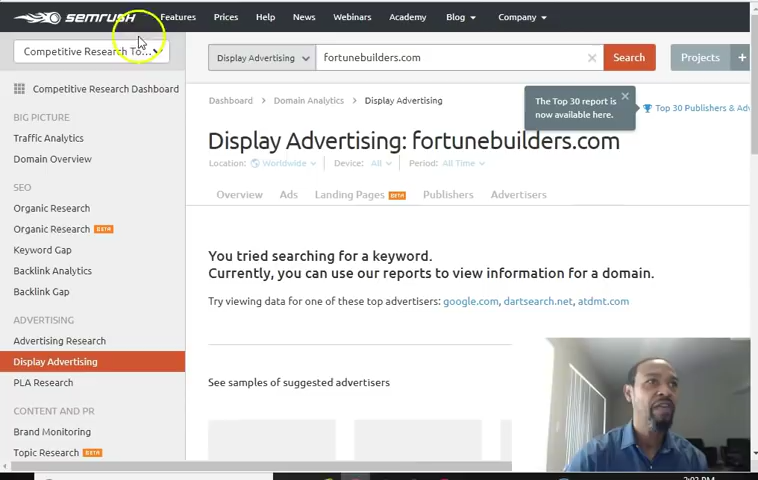 SEMRUSH
Features
Prices
Help
News
Webinars
Academy
Blog
Company
Competitive Research To...
Display Advertising
fortunebuilders.com
Search
Projects
+
Competitive Research Dashboard
BIG PICTURE
Traffic Analytics
Domain Overview
SEO
Organic Research
Organic Research BETA
Keyword Gap
Backlink Analytics
Backlink Gap
ADVERTISING
Advertising Research
Display Advertising
PLA Research
CONTENT AND PR
Brand Monitoring
Topic Research BETA
Dashboard > Domain Analytics > Display Advertising
The Top 30 report is
now available here.
Top 30 Publishers & Adv
Display Advertising: fortunebuilders.com
Location: Worldwide
Device: All
Period: All Time
Overview
Ads
Landing Pages BETA
Publishers
Advertisers
You tried searching for a keyword.
Currently, you can use our reports to view information for a domain.
Try viewing data for one of these top advertisers: google.com, dartsearch.net, atdmt.com
See samples of suggested advertisers